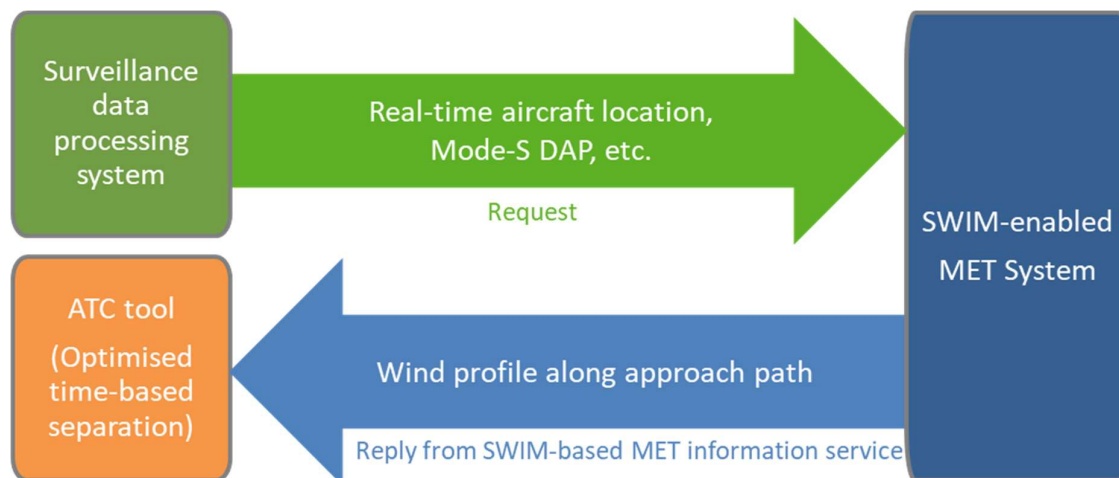 Surveillance
data
processing
system
Real-time aircraft location,
Mode-S DAP, etc.
Request
SWIM-enabled
MET System
ATC tool
(Optimised
time-based
separation)
Wind profile along approach path
Reply from SWIM-based MET information service